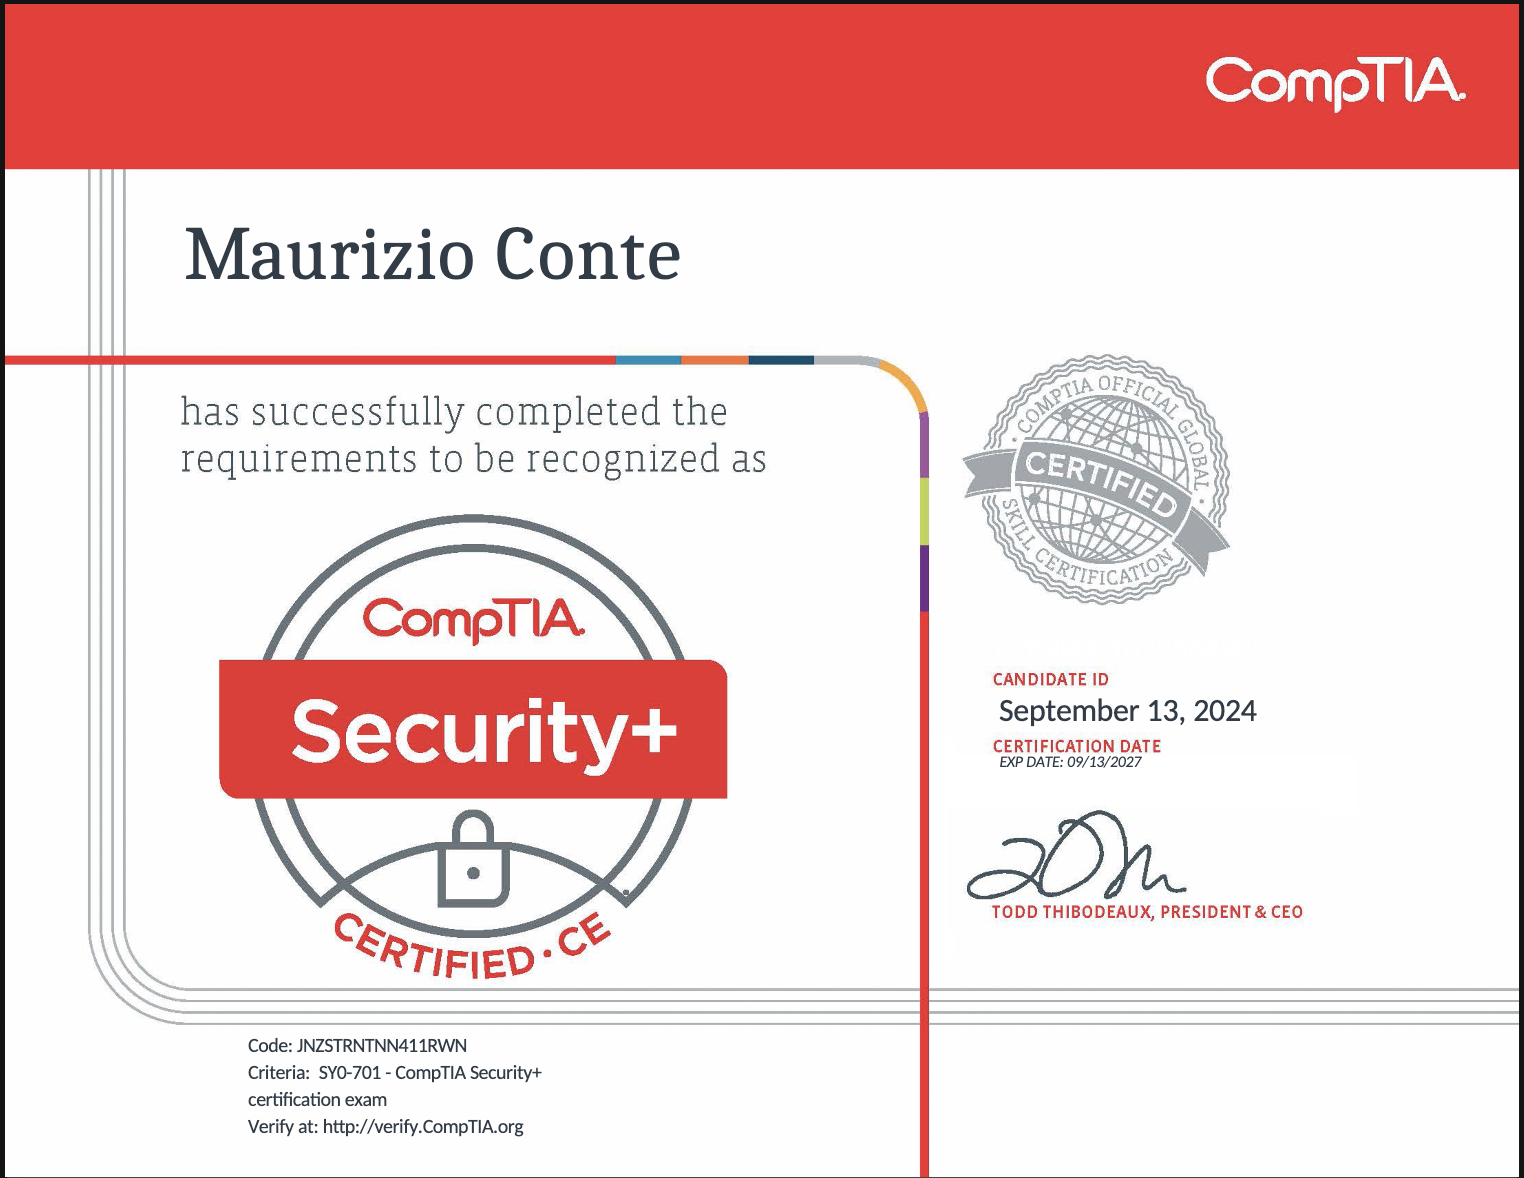 CompTIA.
Maurizio Conte
has successfully completed the
requirements to be recognized as
COMPTIA OFFICIAL GLOBAL
CERTIFIED
SKILL CERTIFICATION
CompTIA.
Security+
CERTIFIED · CE
CANDIDATE ID
September 13, 2024
CERTIFICATION DATE
EXP DATE: 09/13/2027
TODD THIBODEAUX, PRESIDENT & CEO
Code: JNZSTRNTNN411RWN
Criteria: SY0-701 - CompTIA Security+
certification exam
Verify at: http://verify.CompTIA.org